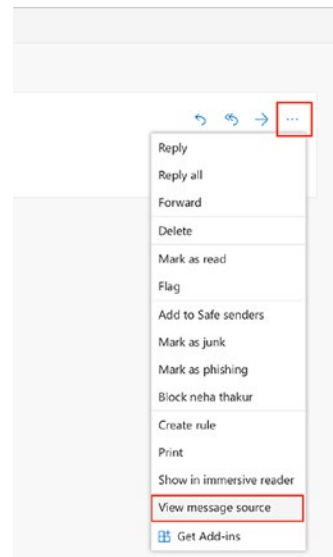 Reply
Reply all
Forward
Delete
Mark as read
Flag
Add to Safe senders
Mark as junk
Mark as phishing
Block neha thakur
Create rule
Print
Show in immersive reader
View message source
Get Add-ins